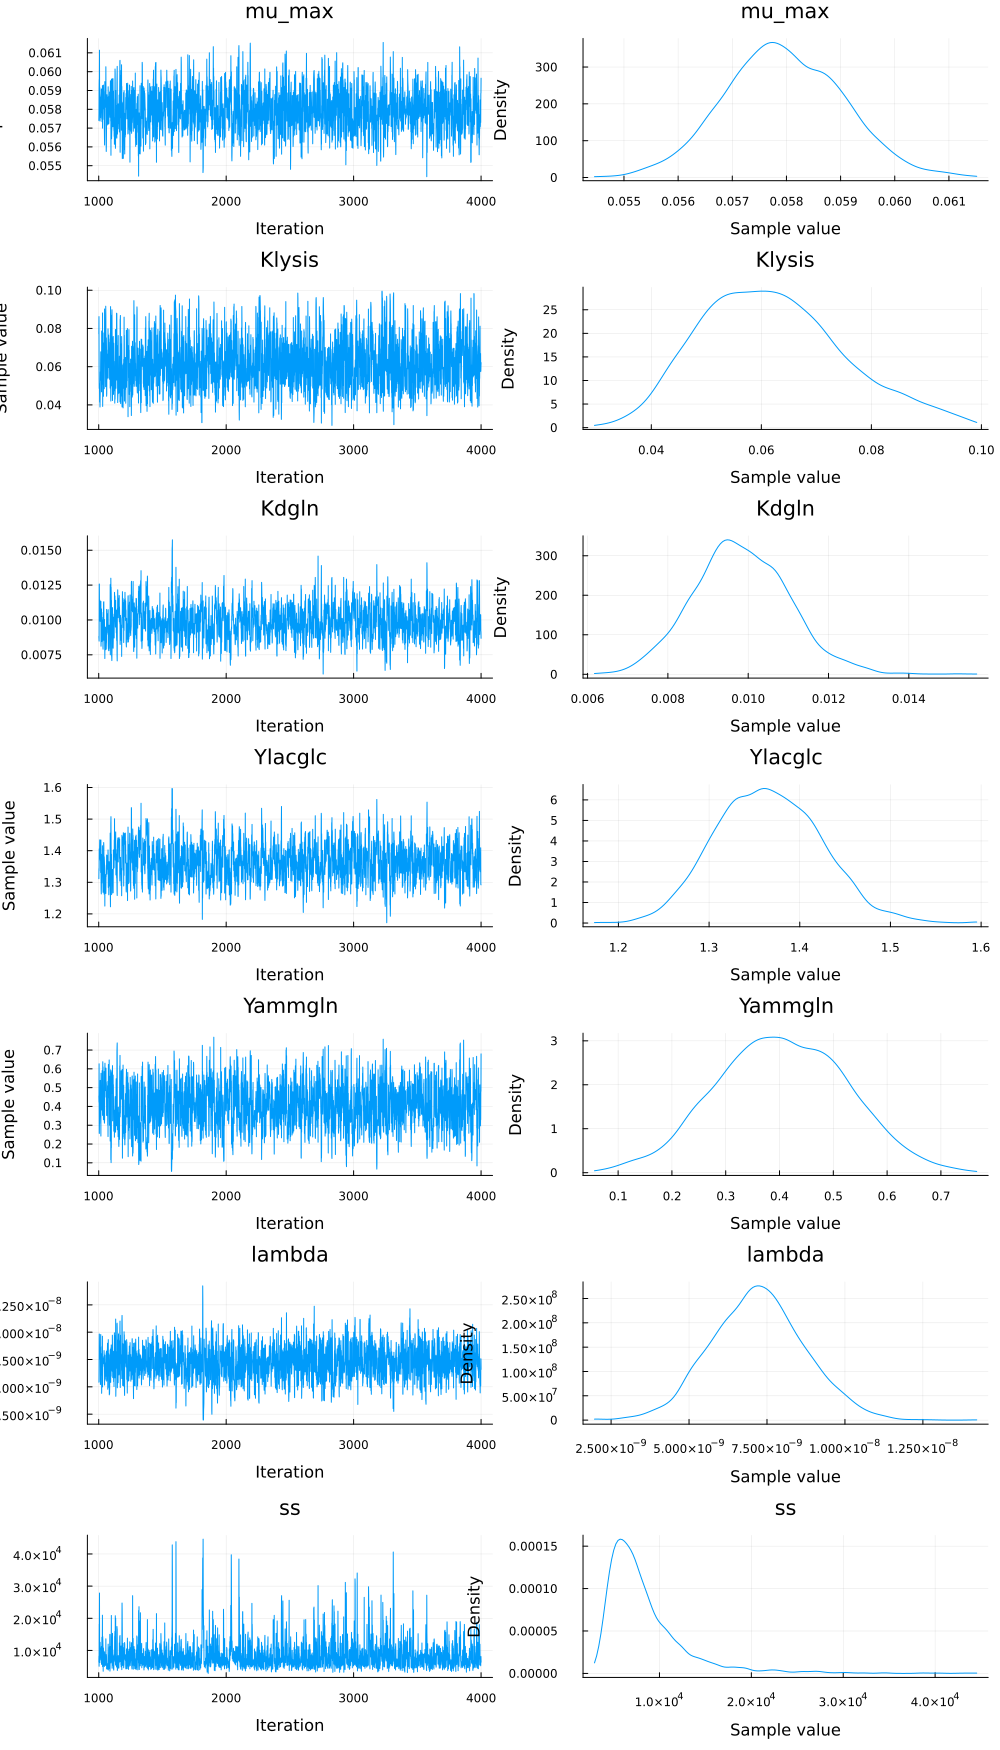 mu_max
mu_max
0.061
0.060
0.059
0.058
0.057
0.056
0.055
1000 2000 3000 4000
Iteration
Density
300
200
100
0
0.055 0.056 0.057 0.058 0.059 0.060 0.061
Sample value
Klysis
Klysis
Sample value
0.10
0.08
0.06
0.04
1000 2000 3000 4000
Iteration
Density
25
20
15
10
5
0
0.04 0.06 0.08 0.10
Sample value
Kdgln
Kdgln
0.0150
0.0125
0.0100
0.0075
1000 2000 3000 4000
Iteration
Density
300
200
100
0
0.006 0.008 0.010 0.012 0.014
Sample value
Ylacglc
Ylacglc
Sample value
1.6
1.5
1.4
1.3
1.2
1000 2000 3000 4000
Iteration
Density
6
5
4
3
2
1
0
1.2 1.3 1.4 1.5 1.6
Sample value
Yammgln
Yammgln
Sample value
0.7
0.6
0.5
0.4
0.3
0.2
0.1
1000 2000 3000 4000
Iteration
Density
3
2
1
0
0.1 0.2 0.3 0.4 0.5 0.6 0.7
Sample value
lambda
lambda
.250×10⁻⁸
.000×10⁻⁸
.500×10⁻⁹
.000×10⁻⁹
.500×10⁻⁹
1000 2000 3000 4000
Iteration
Density
2.50×10⁸
2.00×10⁸
1.50×10⁸
1.00×10⁸
5.00×10⁷
0
2.500×10⁻⁹ 5.000×10⁻⁹ 7.500×10⁻⁹ 1.000×10⁻⁸ 1.250×10⁻⁸
Sample value
ss
ss
4.0×10⁴
3.0×10⁴
2.0×10⁴
1.0×10⁴
1000 2000 3000 4000
Iteration
Density
0.00015
0.00010
0.00005
0.00000
1.0×10⁴ 2.0×10⁴ 3.0×10⁴ 4.0×10⁴
Sample value